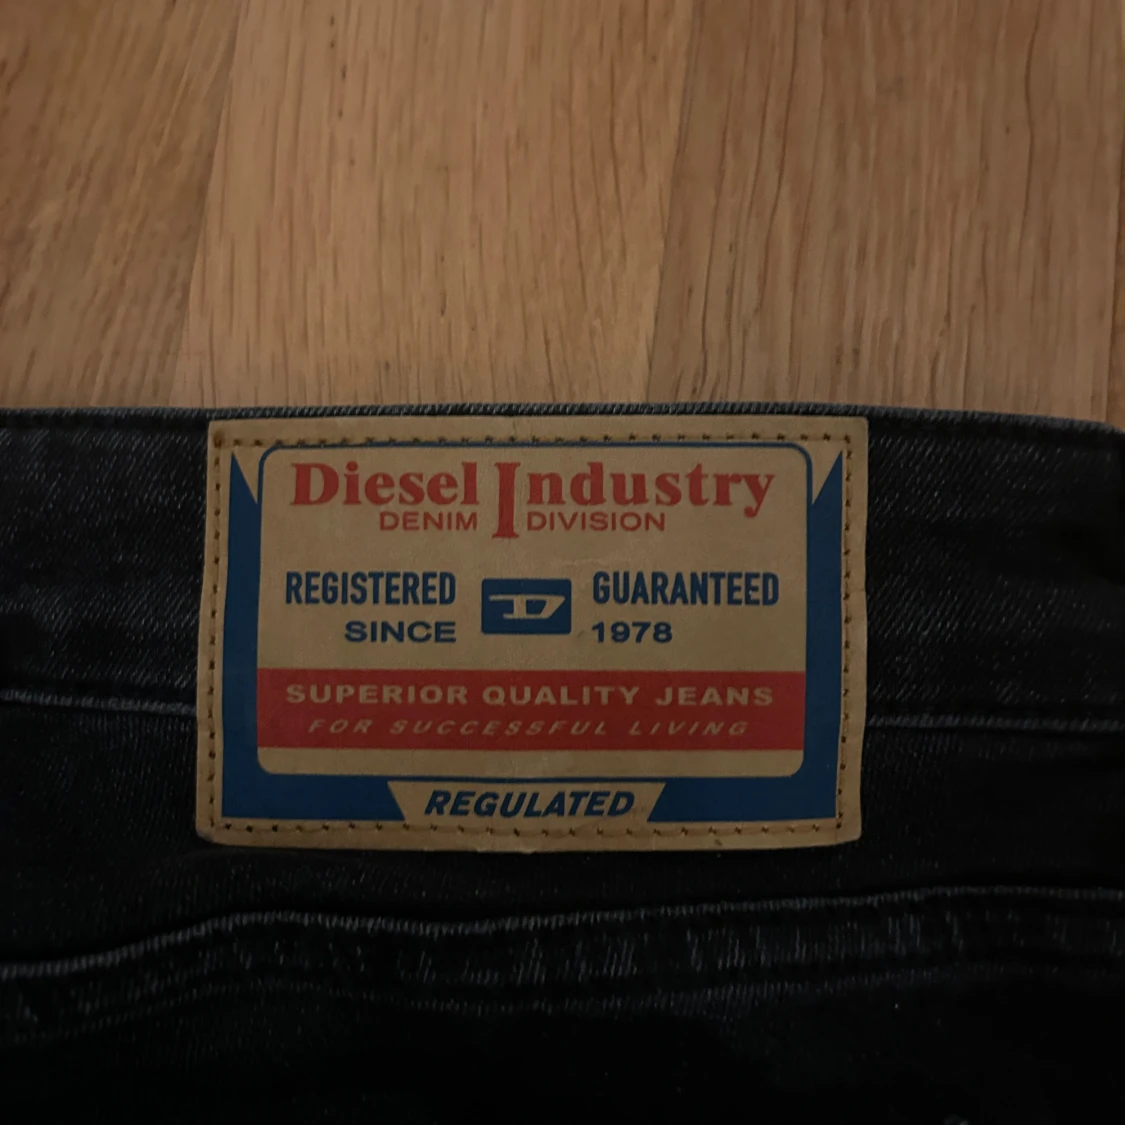 Diesel Industry
DENIM DIVISION
REGISTERED D GUARANTEED
SINCE 1978
SUPERIOR QUALITY JEANS
FOR SUCCESSFUL LIVING
REGULATED